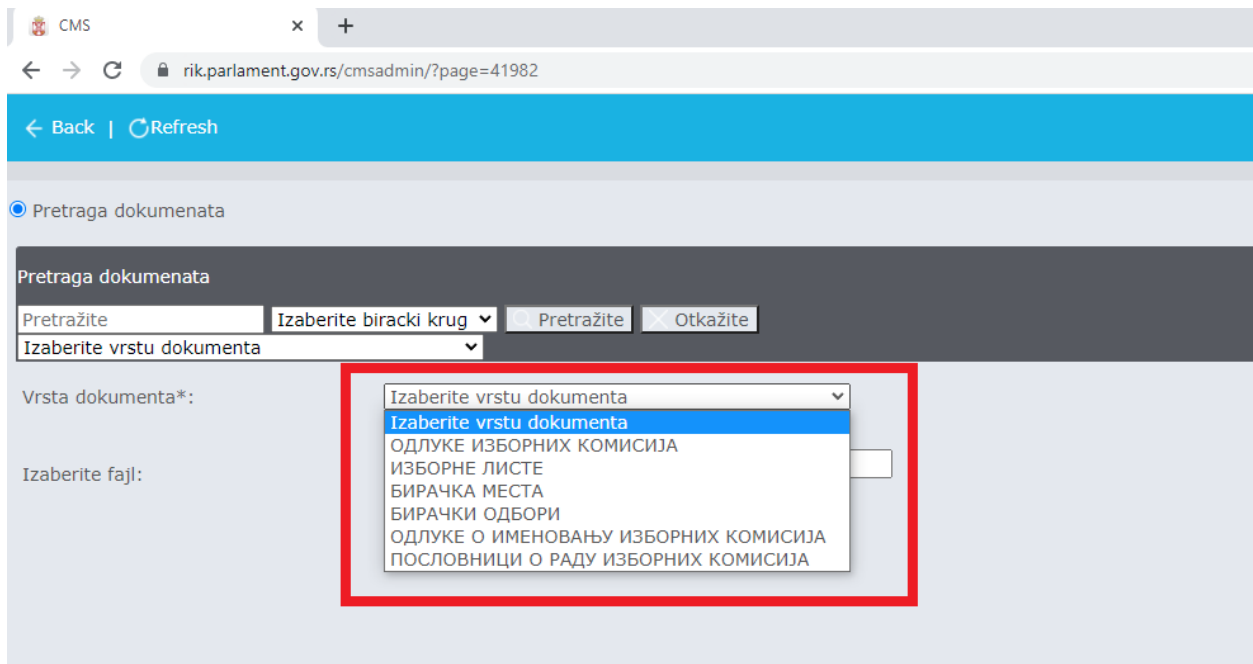 CMS
rik.parlament.gov.rs/cmsadmin/?page=41982
Back | Refresh
Pretraga dokumenata
Pretraga dokumenata
Pretražite Izaberite biracki krug Pretražite Otkažite
Izaberite vrstu dokumenta
Vrsta dokumenta*: Izaberite vrstu dokumenta
Izaberite vrstu dokumenta
ОДЛУКЕ ИЗБОРНИХ КОМИСИЈА
Izaberite fajl: ИЗБОРНЕ ЛИСТЕ
БИРАЧКА МЕСТА
БИРАЧКИ ОДБОРИ
ОДЛУКЕ О ИМЕНОВАЊУ ИЗБОРНИХ КОМИСИЈА
ПОСЛОВНИЦИ О РАДУ ИЗБОРНИХ КОМИСИЈА